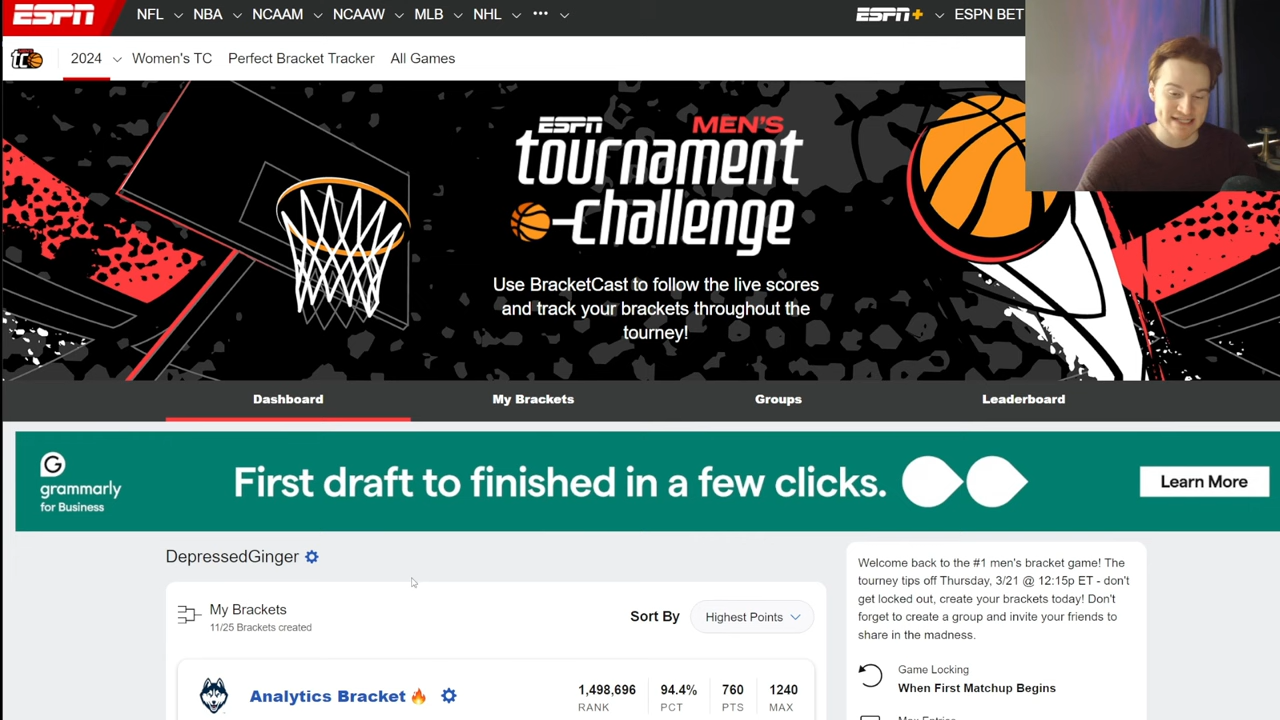 ESPN NFL NBA NCAAM NCAAW MLB NHL ••• ESPN+ ESPN BET
TC 2024 Women's TC Perfect Bracket Tracker All Games
ESPN MEN'S
tournament
challenge
Use BracketCast to follow the live scores
and track your brackets throughout the
tourney!
Dashboard My Brackets Groups Leaderboard
G
grammarly
for Business
First draft to finished in a few clicks.
Learn More
DepressedGinger
My Brackets
11/25 Brackets created
Sort By Highest Points
Analytics Bracket 🔥
1,498,696 94.4% 760 1240
RANK PCT PTS MAX
Welcome back to the #1 men's bracket game! The
tourney tips off Thursday, 3/21 @ 12:15p ET - don't
get locked out, create your brackets today! Don't
forget to create a group and invite your friends to
share in the madness.
Game Locking
When First Matchup Begins